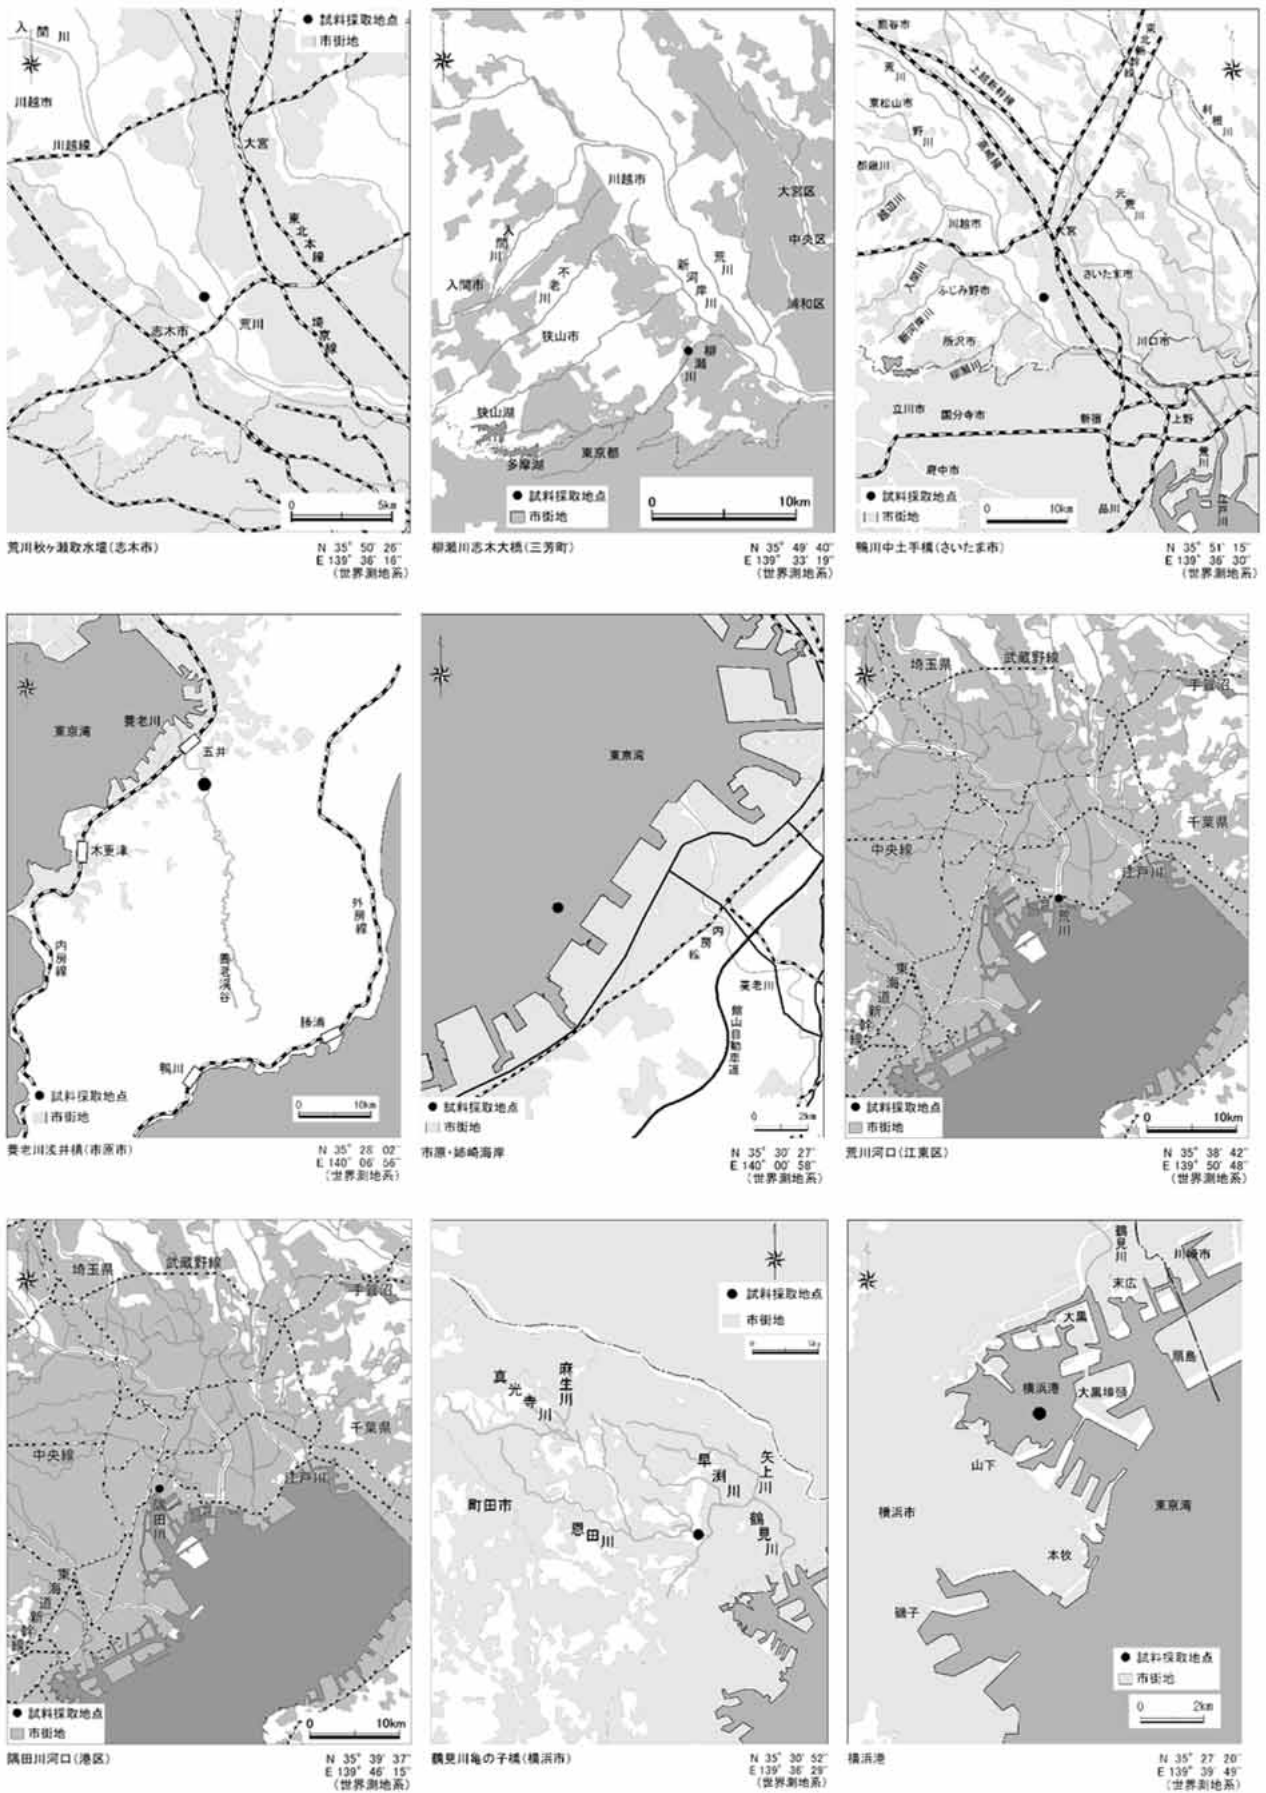 ● 試料採取地点
市街地
入間川
川越市
川越線
大宮
東北本線
埼京線
志木市
荒川
0 5km
荒川秋ヶ瀬取水堰(志木市)
N 35° 50′ 26″
E 139° 36′ 16″
(世界測地系)
川越市
大宮区
中央区
浦和区
入間川
入間市
不老川
新河岸川
荒川
狭山市
柳瀬川
狭山湖
多摩湖
東京都
● 試料採取地点
市街地
0 10km
柳瀬川志木大橋(三芳町)
N 35° 49′ 40″
E 139° 33′ 19″
(世界測地系)
熊谷市
東北新幹線
荒川
上越新幹線
利根川
東松山市
高崎線
都幾川
越辺川
元荒川
川越市
大宮
さいたま市
入間川
ふじみ野市
新河岸川
所沢市
川口市
柳瀬川
立川市
国分寺市
新宿
上野
荒川
府中市
品川
江戸川
● 試料採取地点
市街地
0 10km
鴨川中土手橋(さいたま市)
N 35° 51′ 15″
E 139° 36′ 30″
(世界測地系)
東京湾
養老川
五井
木更津
内房線
外房線
養老渓谷
勝浦
鴨川
● 試料採取地点
市街地
0 10km
養老川浅井橋(市原市)
N 35° 28′ 02″
E 140° 06′ 56″
(世界測地系)
東京湾
内房線
養老川
館山自動車道
● 試料採取地点
市街地
0 2km
市原・姉崎海岸
N 35° 30′ 27″
E 140° 00′ 58″
(世界測地系)
埼玉県
武蔵野線
手賀沼
千葉県
中央線
江戸川
荒川
東海道新幹線
● 試料採取地点
市街地
0 10km
荒川河口(江東区)
N 35° 38′ 42″
E 139° 50′ 48″
(世界測地系)
埼玉県
武蔵野線
手賀沼
千葉県
中央線
江戸川
隅田川
東海道新幹線
● 試料採取地点
市街地
0 10km
隅田川河口(港区)
N 35° 39′ 37″
E 139° 46′ 15″
(世界測地系)
● 試料採取地点
市街地
真光寺川
麻生川
早渕川
矢上川
町田市
恩田川
鶴見川
鶴見川亀の子橋(横浜市)
N 35° 30′ 52″
E 139° 36′ 29″
(世界測地系)
鶴見川
川崎市
末広
大黒
扇島
横浜港
大黒埠頭
山下
横浜市
東京湾
本牧
磯子
● 試料採取地点
市街地
0 2km
横浜港
N 35° 27′ 20″
E 139° 39′ 49″
(世界測地系)